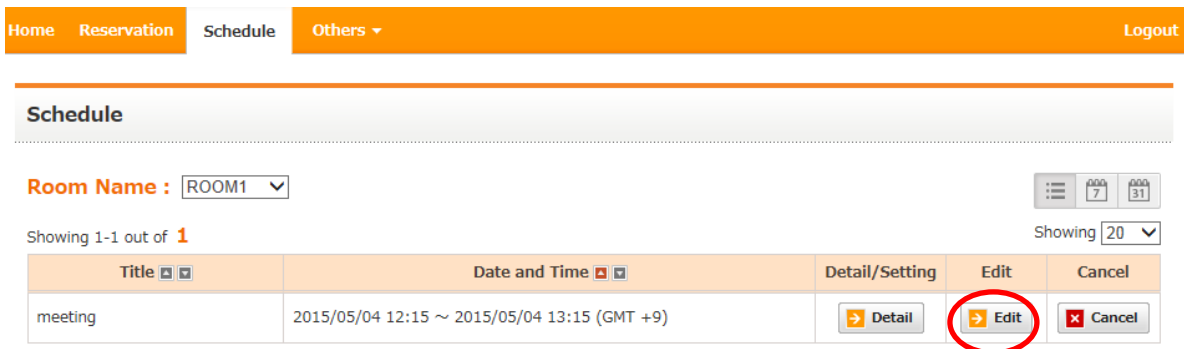 Home Reservation Schedule Others Logout
Schedule
Room Name : ROOM1
7 31
Showing 1-1 out of 1 Showing 20
Title Date and Time Detail/Setting Edit Cancel
meeting 2015/05/04 12:15 ～ 2015/05/04 13:15 (GMT +9) Detail Edit Cancel